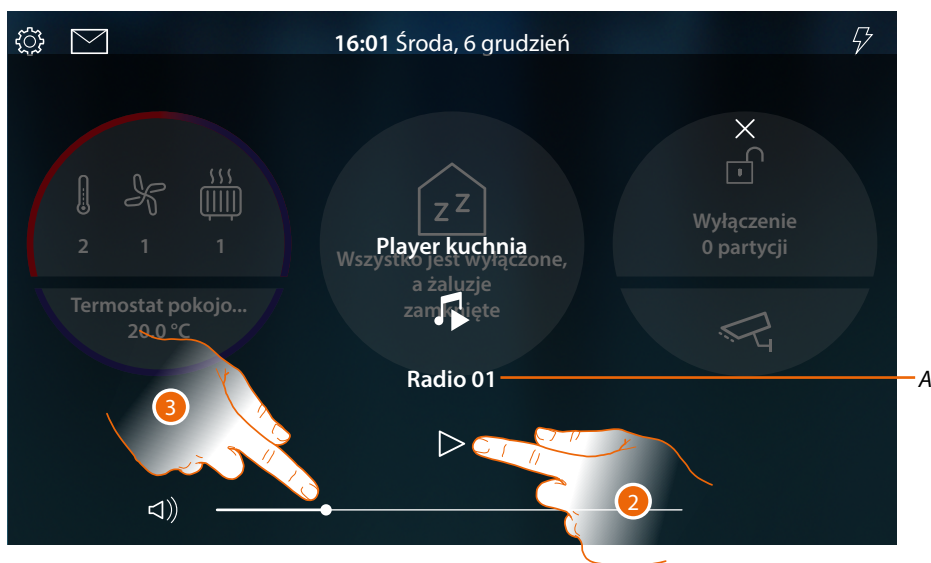 16:01 Środa, 6 grudzień
z Z
2 1 1
Termostat pokojo...
20.0 °C
Player kuchnia
Wszystko jest wyłączone,
a żaluzje
zamknięte
Wyłączenie
0 partycji
Radio 01
A
3
2